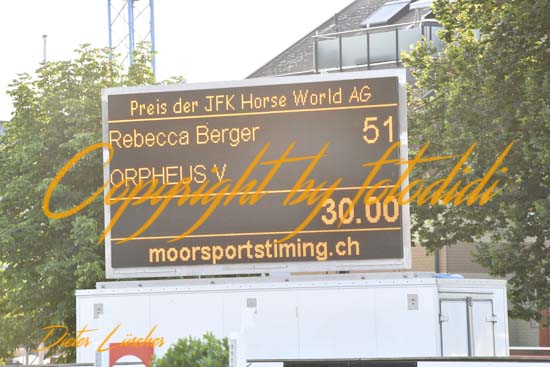 Preis der JFK Horse World AG
Rebecca Berger 51
ORPHEUS V
30.00
moorsportstiming.ch
Copyright by fotodidi
Dieter Lüscher